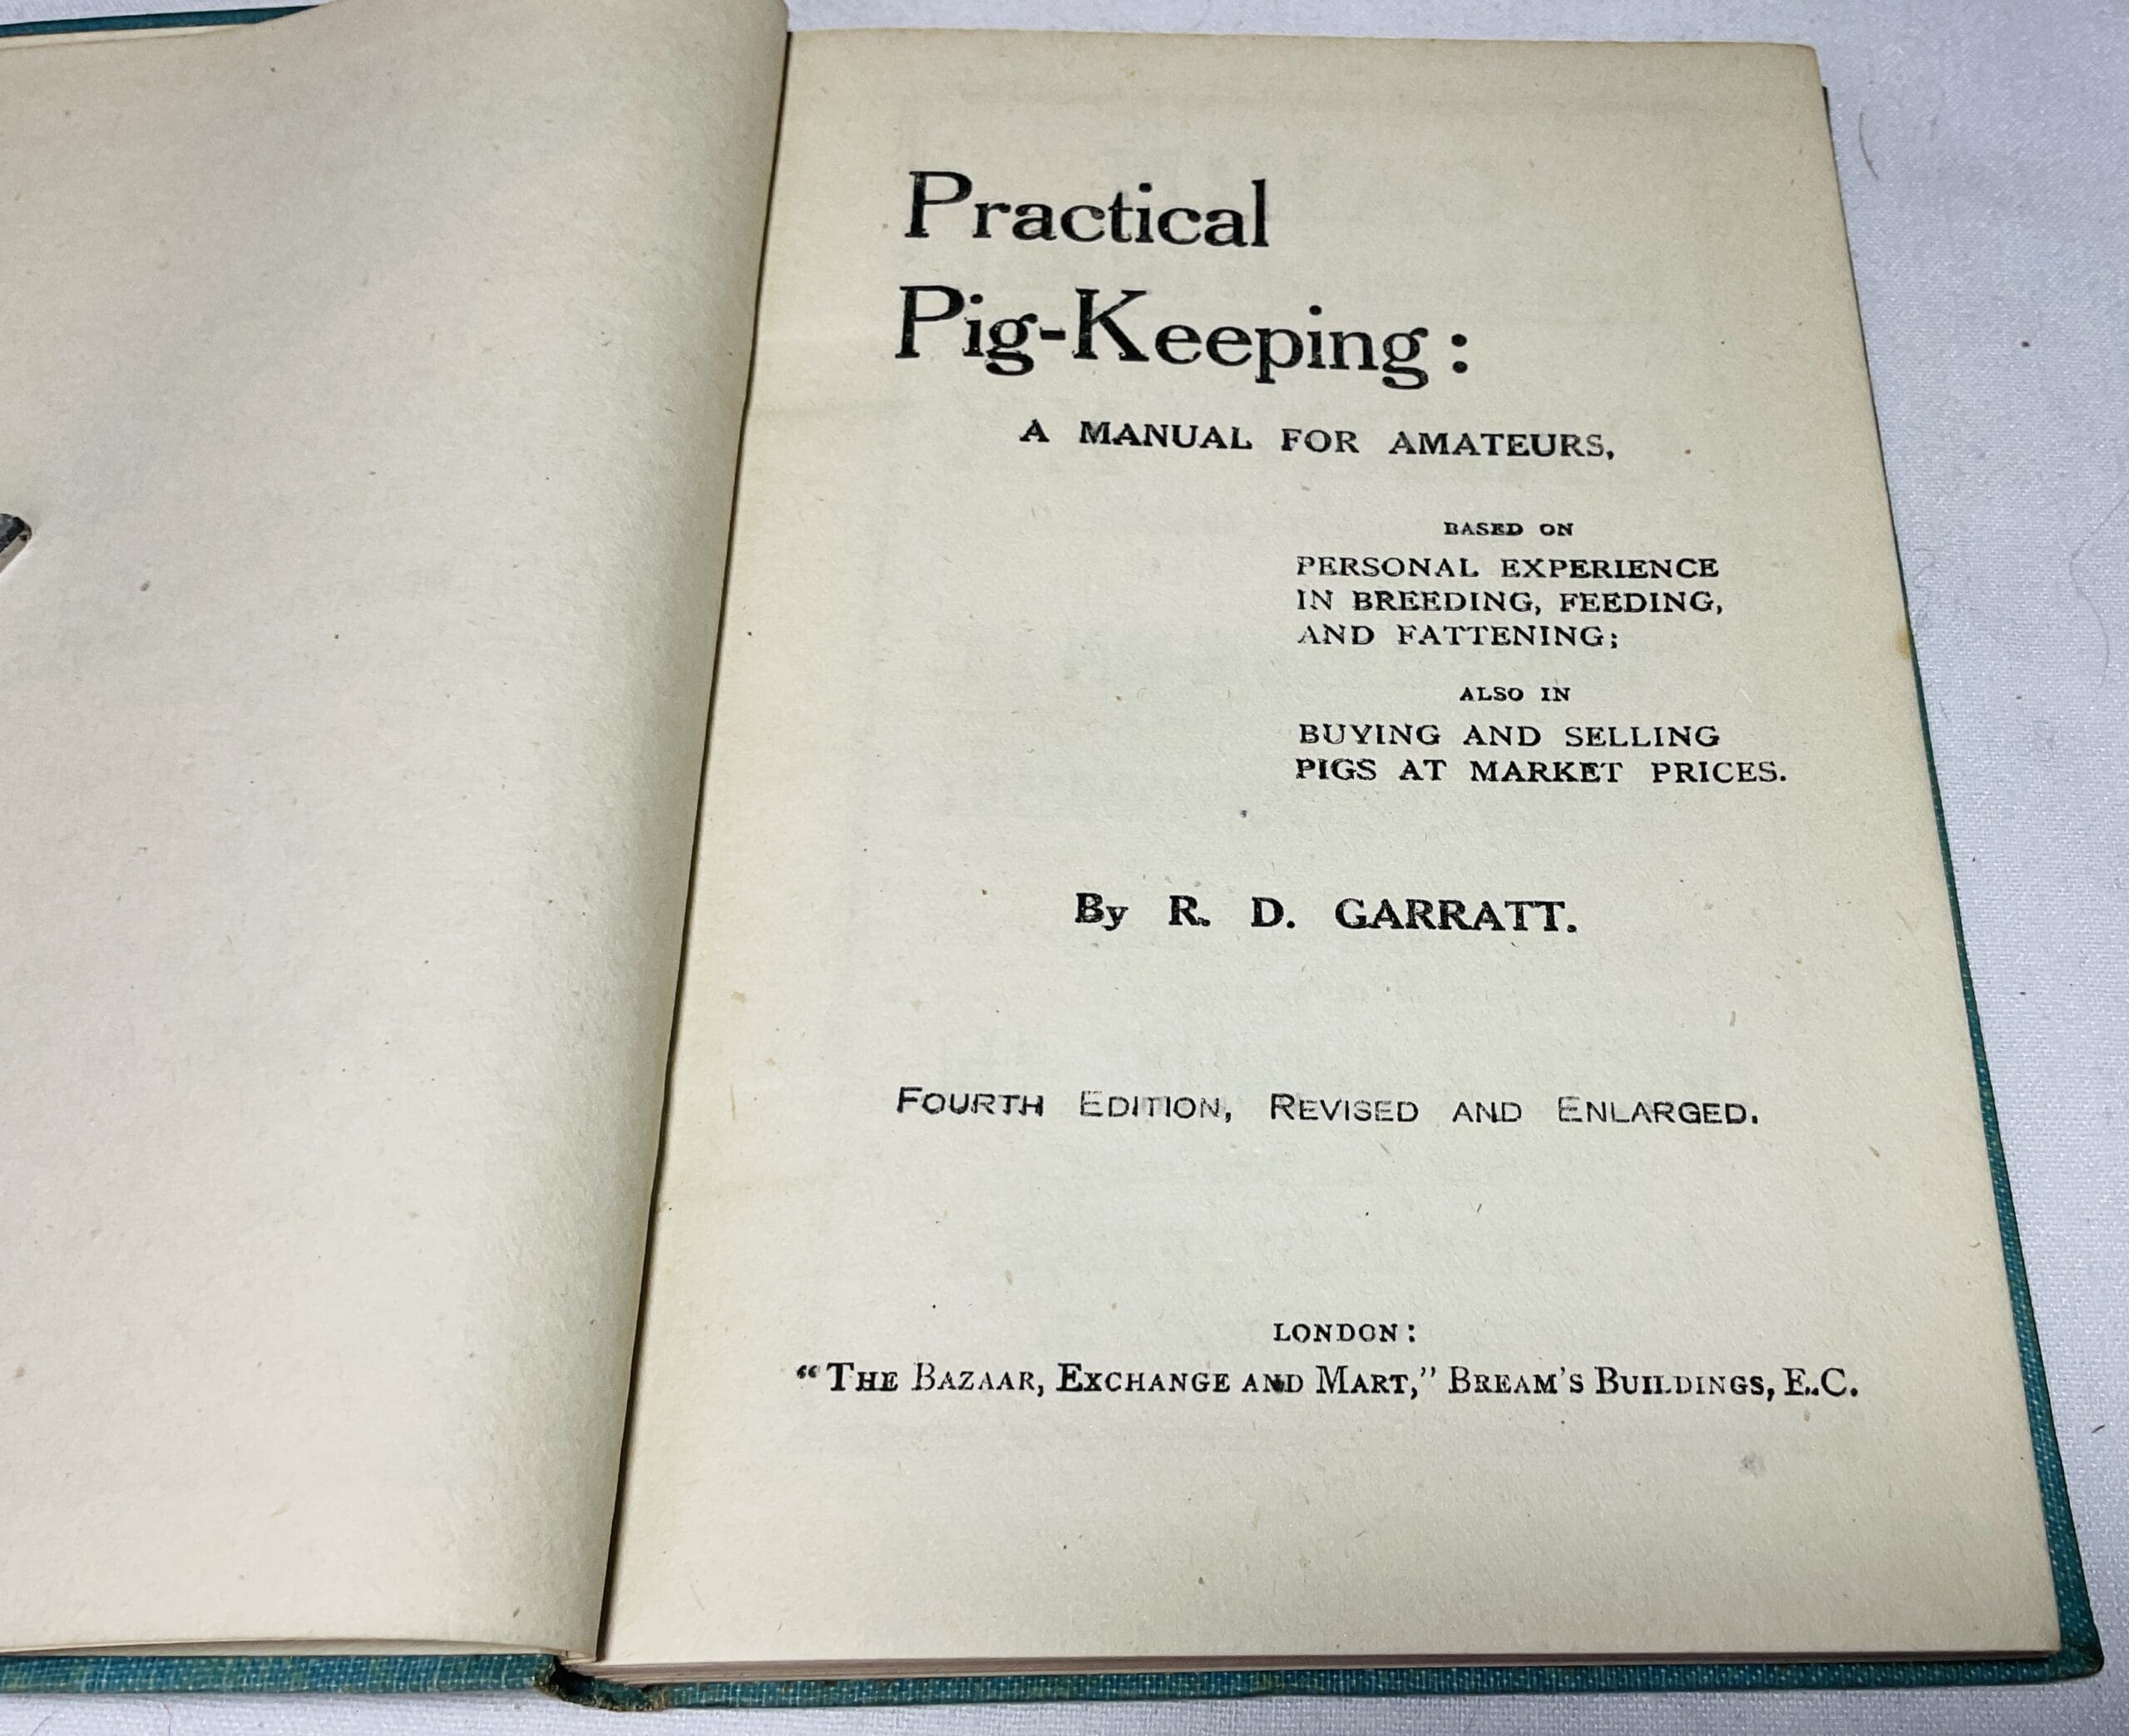 Practical
Pig-Keeping:
A MANUAL FOR AMATEURS,
BASED ON
PERSONAL EXPERIENCE
IN BREEDING, FEEDING,
AND FATTENING;
ALSO IN
BUYING AND SELLING
PIGS AT MARKET PRICES.
By R. D. GARRATT.
FOURTH EDITION, REVISED AND ENLARGED.
LONDON:
“THE BAZAAR, EXCHANGE AND MART,” BREAM'S BUILDINGS, E.C.